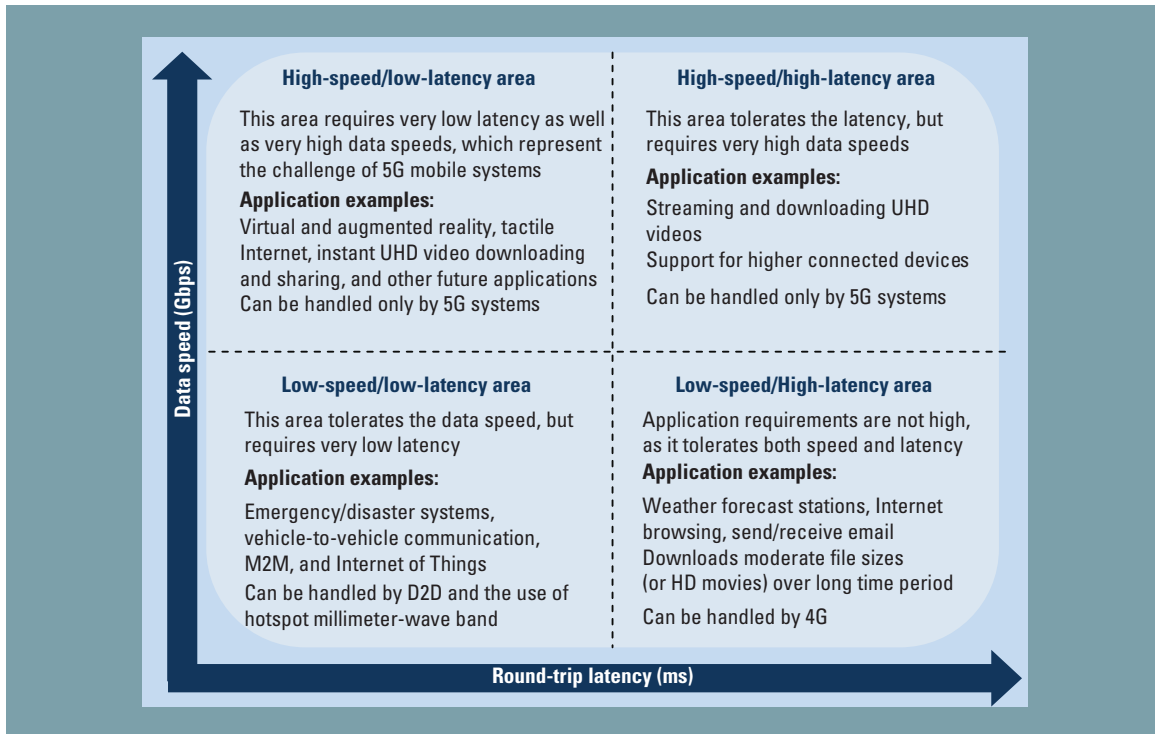 Data speed (Gbps)
High-speed/low-latency area
This area requires very low latency as well
as very high data speeds, which represent
the challenge of 5G mobile systems
Application examples:
Virtual and augmented reality, tactile
Internet, instant UHD video downloading
and sharing, and other future applications
Can be handled only by 5G systems
High-speed/high-latency area
This area tolerates the latency, but
requires very high data speeds
Application examples:
Streaming and downloading UHD
videos
Support for higher connected devices
Can be handled only by 5G systems
Low-speed/low-latency area
This area tolerates the data speed, but
requires very low latency
Application examples:
Emergency/disaster systems,
vehicle-to-vehicle communication,
M2M, and Internet of Things
Can be handled by D2D and the use of
hotspot millimeter-wave band
Low-speed/High-latency area
Application requirements are not high,
as it tolerates both speed and latency
Application examples:
Weather forecast stations, Internet
browsing, send/receive email
Downloads moderate file sizes
(or HD movies) over long time period
Can be handled by 4G
Round-trip latency (ms)